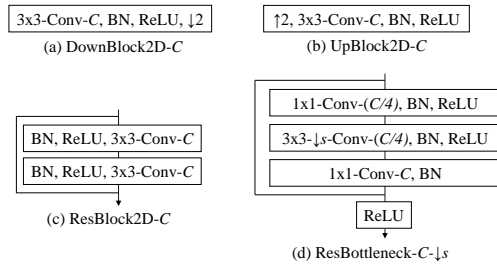 3x3-Conv-C, BN, ReLU, ↓2
(a) DownBlock2D-C
↑2, 3x3-Conv-C, BN, ReLU
(b) UpBlock2D-C
BN, ReLU, 3x3-Conv-C
BN, ReLU, 3x3-Conv-C
(c) ResBlock2D-C
1x1-Conv-(C/4), BN, ReLU
3x3-↓s-Conv-(C/4), BN, ReLU
1x1-Conv-C, BN
ReLU
(d) ResBottleneck-C-↓s